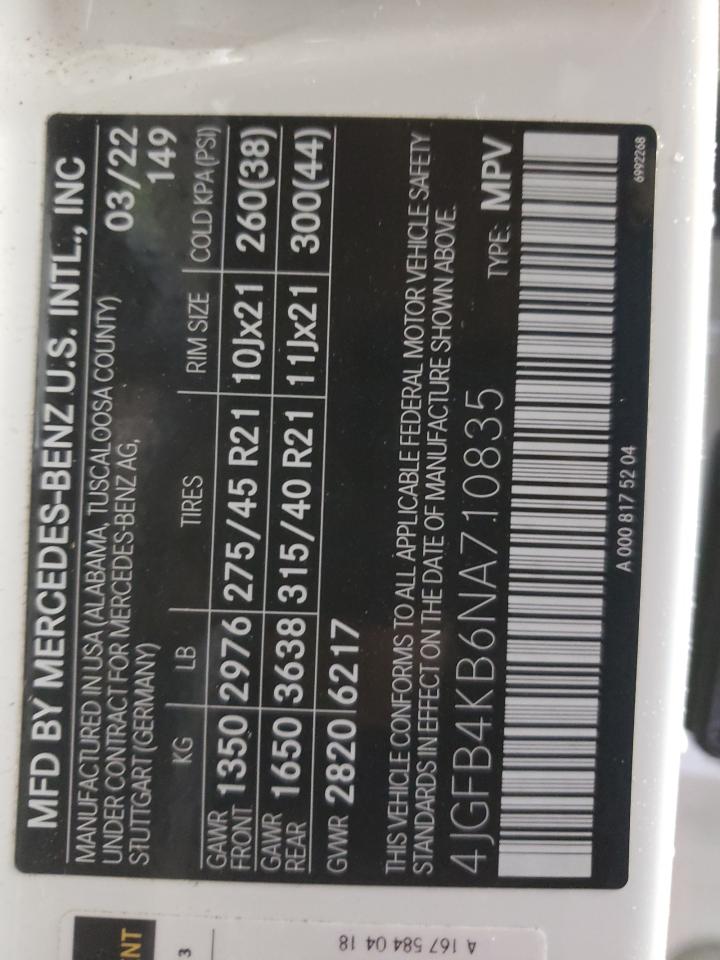 MFD BY MERCEDES-BENZ U.S. INTL., INC
MANUFACTURED IN USA (ALABAMA, TUSCALOOSA COUNTY) 03/22
UNDER CONTRACT FOR MERCEDES-BENZ AG, 149
STUTTGART (GERMANY)
KG LB TIRES RIM SIZE COLD KPA(PSI)
GAWR FRONT 1350 2976 275/45 R21 10Jx21 260(38)
GAWR REAR 1650 3638 315/40 R21 11Jx21 300(44)
GVWR 2820 6217
THIS VEHICLE CONFORMS TO ALL APPLICABLE FEDERAL MOTOR VEHICLE SAFETY
STANDARDS IN EFFECT ON THE DATE OF MANUFACTURE SHOWN ABOVE.
4JGFB4KB6NA710835 TYPE: MPV
A 000 817 52 04
6992268
NT
3
A 167 584 04 18